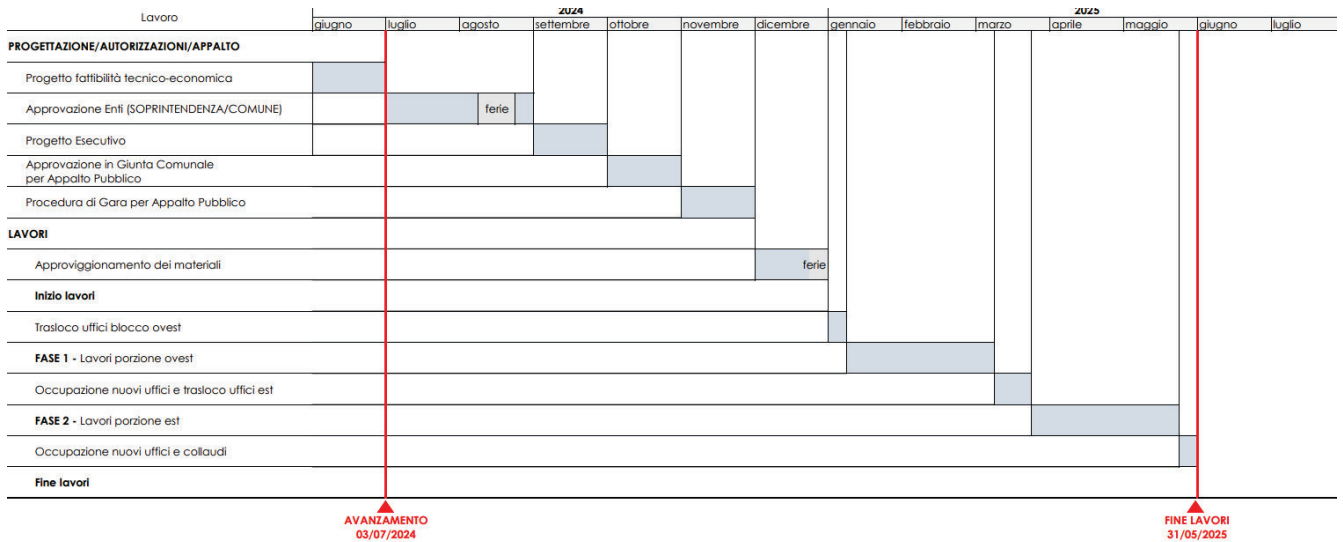 2024 2025
Lavoro
giugno luglio agosto settembre ottobre novembre dicembre gennaio febbraio marzo aprile maggio giugno luglio
PROGETTAZIONE/AUTORIZZAZIONI/APPALTO
Progetto fattibilità tecnico-economica
Approvazione Enti (SOPRINTENDENZA/COMUNE) ferie
Progetto Esecutivo
Approvazione in Giunta Comunale
per Appalto Pubblico
Procedura di Gara per Appalto Pubblico
LAVORI
Approviggionamento dei materiali ferie
Inizio lavori
Trasloco uffici blocco ovest
FASE 1 - Lavori porzione ovest
Occupazione nuovi uffici e trasloco uffici est
FASE 2 - Lavori porzione est
Occupazione nuovi uffici e collaudi
Fine lavori
AVANZAMENTO
03/07/2024
FINE LAVORI
31/05/2025